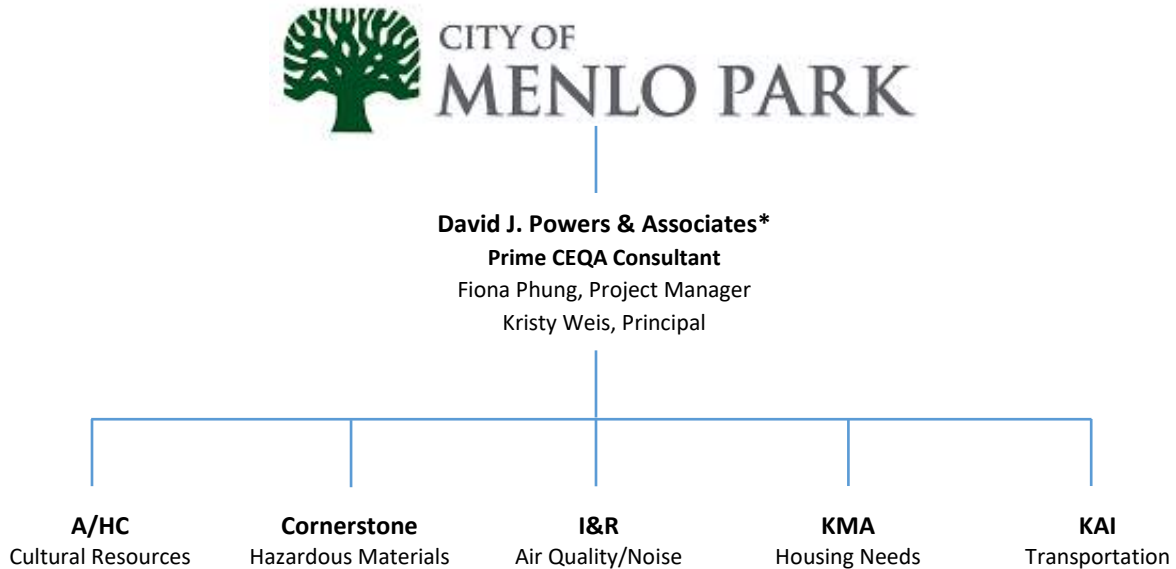 CITY OF
MENLO PARK
David J. Powers & Associates*
Prime CEQA Consultant
Fiona Phung, Project Manager
Kristy Weis, Principal
A/HC
Cultural Resources
Cornerstone
Hazardous Materials
I&R
Air Quality/Noise
KMA
Housing Needs
KAI
Transportation